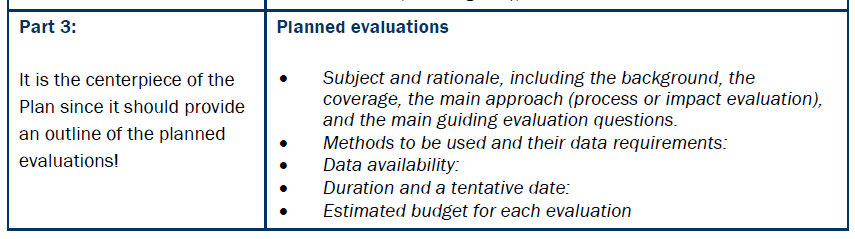 Part 3:
It is the centerpiece of the
Plan since it should provide
an outline of the planned
evaluations!
Planned evaluations
• Subject and rationale, including the background, the
coverage, the main approach (process or impact evaluation),
and the main guiding evaluation questions.
• Methods to be used and their data requirements:
• Data availability:
• Duration and a tentative date:
• Estimated budget for each evaluation